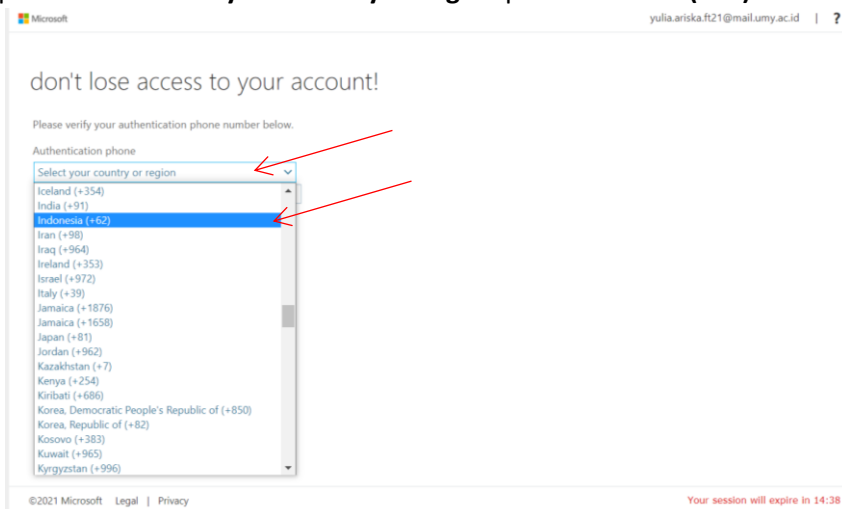 Microsoft
yulia.ariska.ft21@mail.umy.ac.id | ?
don't lose access to your account!
Please verify your authentication phone number below.
Authentication phone
Select your country or region
Iceland (+354)
India (+91)
Indonesia (+62)
Iran (+98)
Iraq (+964)
Ireland (+353)
Israel (+972)
Italy (+39)
Jamaica (+1876)
Jamaica (+1658)
Japan (+81)
Jordan (+962)
Kazakhstan (+7)
Kenya (+254)
Kiribati (+686)
Korea, Democratic People's Republic of (+850)
Korea, Republic of (+82)
Kosovo (+383)
Kuwait (+965)
Kyrgyzstan (+996)
©2021 Microsoft Legal | Privacy
Your session will expire in 14:38